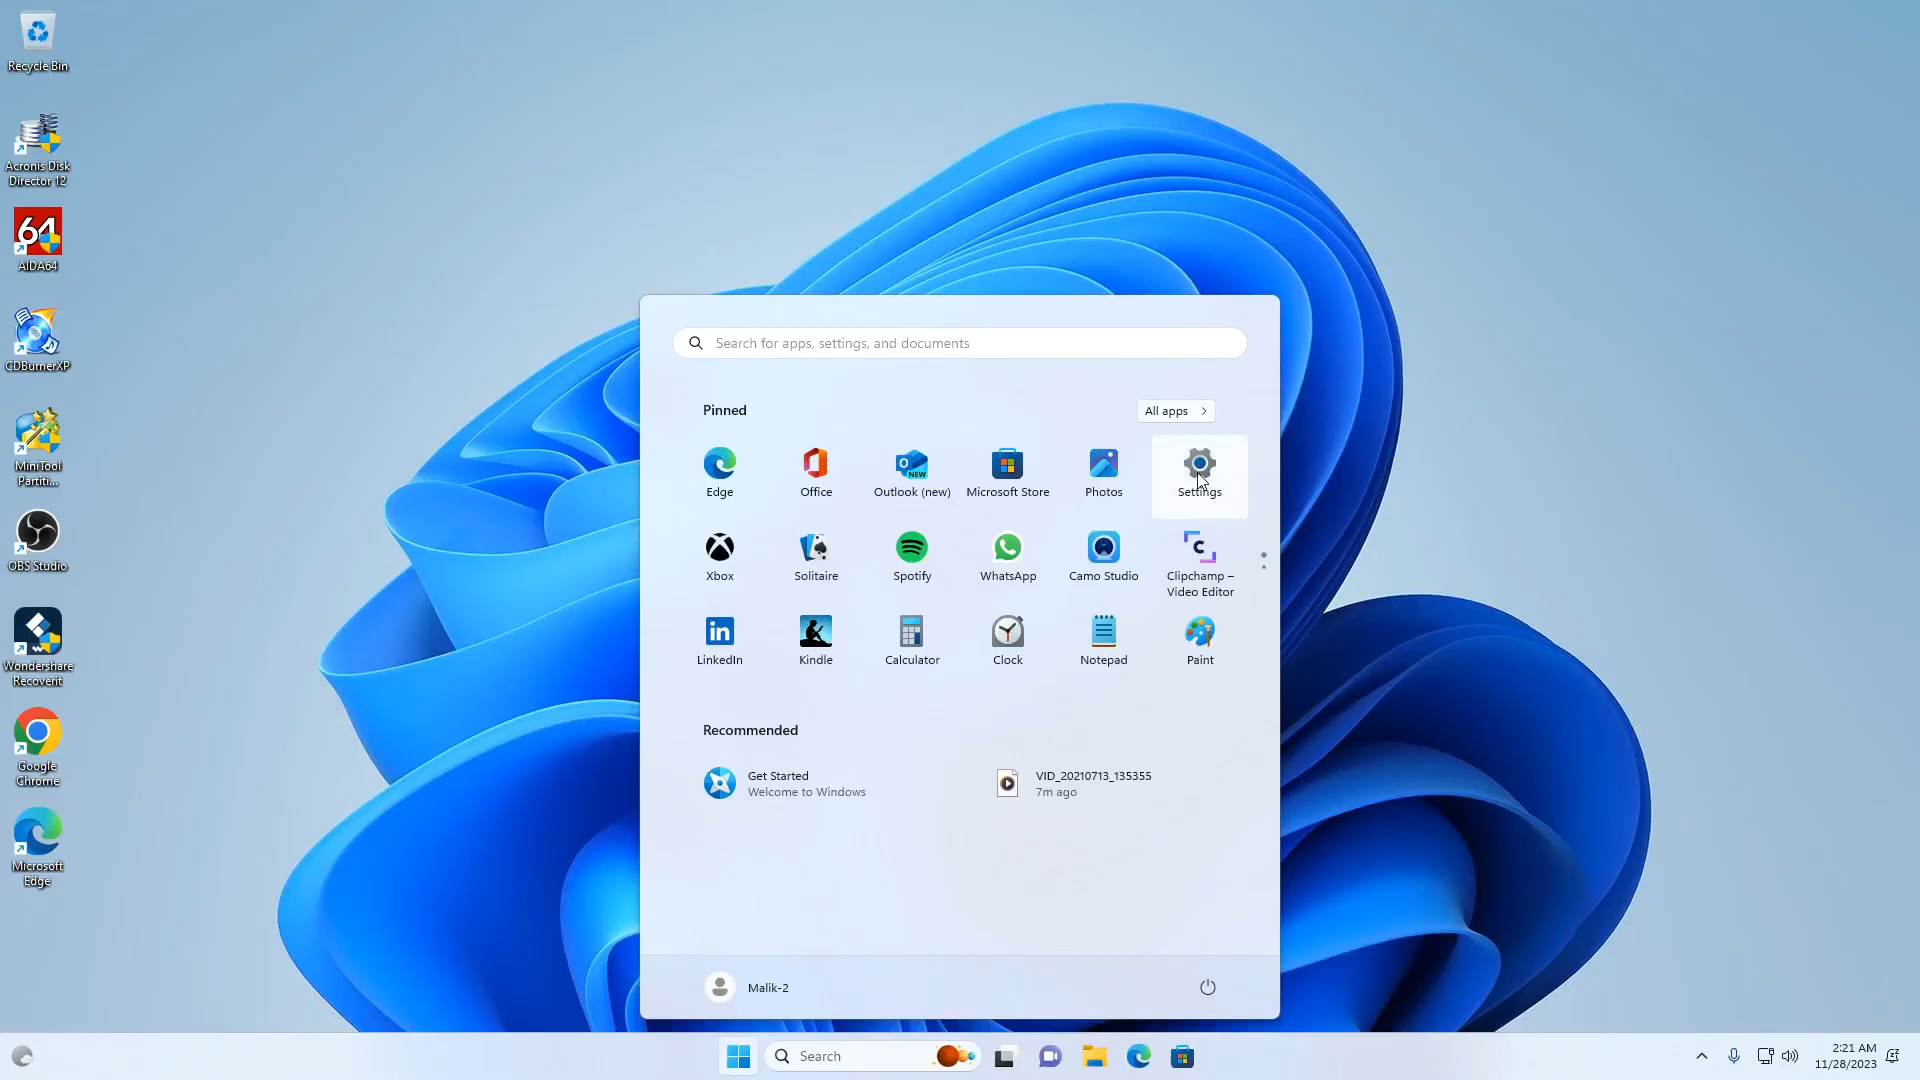 Recycle Bin
Acronis Disk
Director 12
64
AIDA64
CDBurnerXP
MiniTool
Partiti...
OBS Studio
Wondershare
Recoverit
Google
Chrome
Microsoft
Edge
Search for apps, settings, and documents
Pinned
All apps
Edge
Office
NEW
Outlook (new)
Microsoft Store
Photos
Settings
Xbox
Solitaire
Spotify
WhatsApp
Camo Studio
Clipchamp –
Video Editor
in
LinkedIn
Kindle
Calculator
Clock
Notepad
Paint
Recommended
Get Started
Welcome to Windows
VID_20210713_135355
7m ago
Malik-2
Search
2:21 AM
11/28/2023